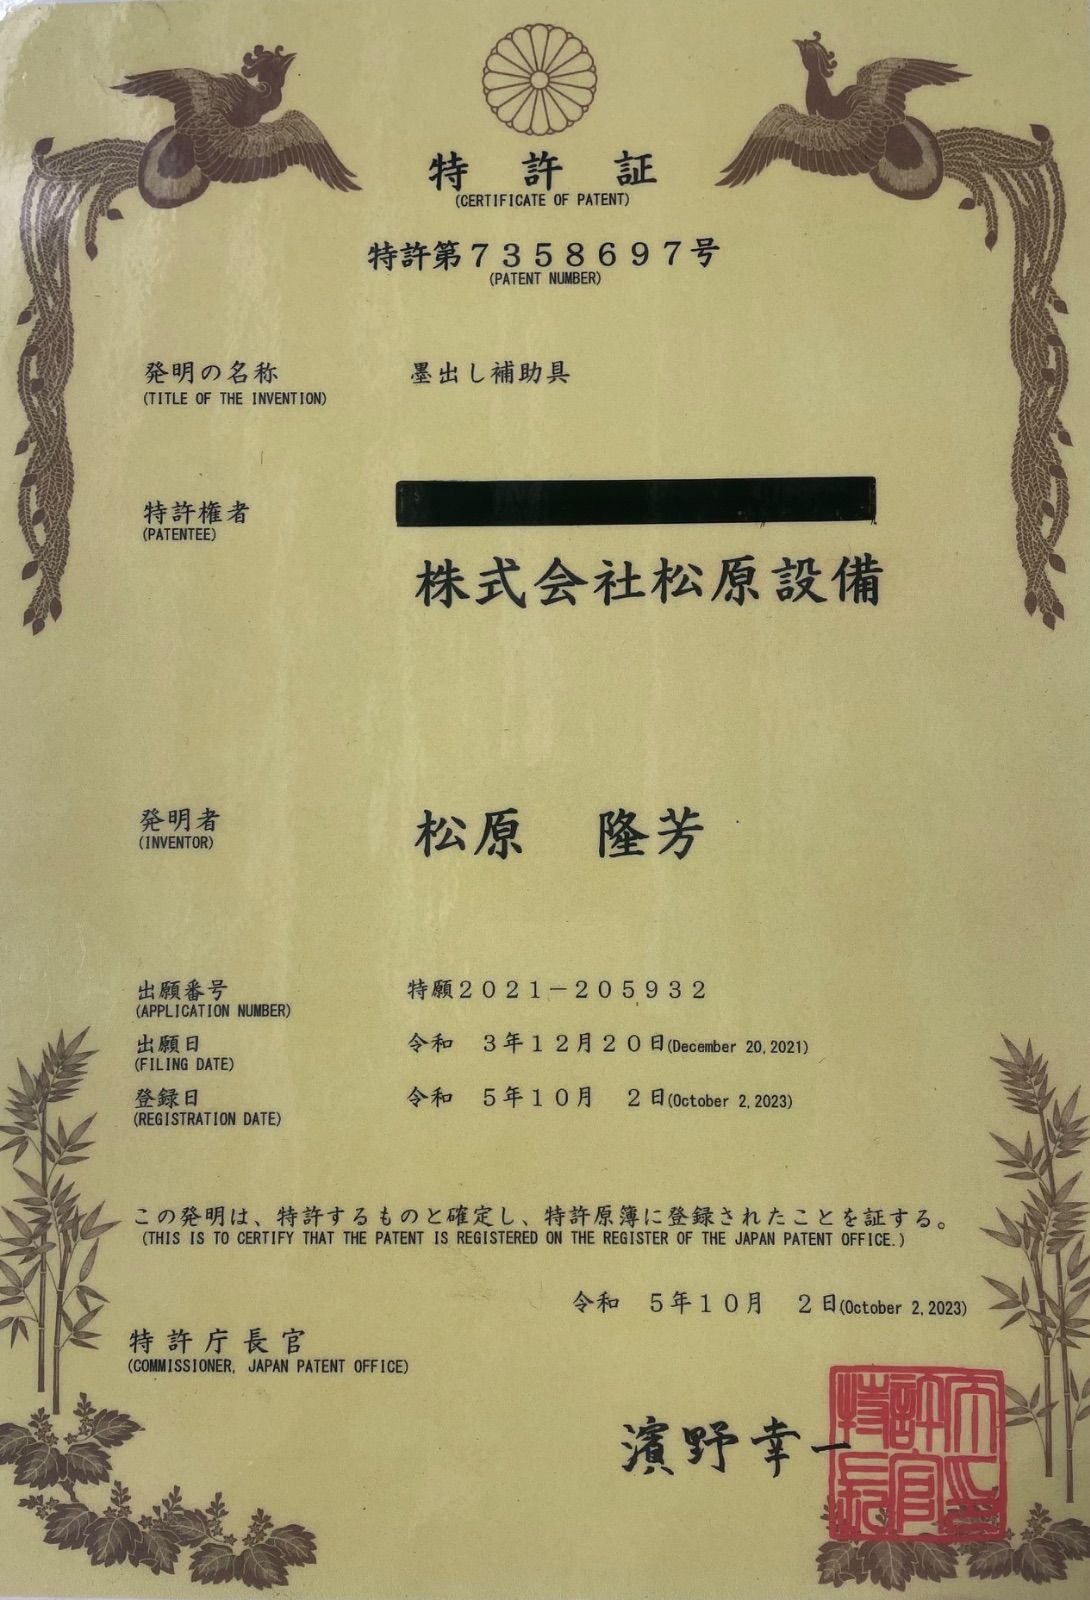 特許証
(CERTIFICATE OF PATENT)
特許第7358697号
(PATENT NUMBER)
発明の名称 墨出し補助具
(TITLE OF THE INVENTION)
特許権者
(PATENTEE)
株式会社松原設備
発明者 松原 隆芳
(INVENTOR)
出願番号 特願2021-205932
(APPLICATION NUMBER)
出願日 令和 3年12月20日(December 20,2021)
(FILING DATE)
登録日 令和 5年10月 2日(October 2,2023)
(REGISTRATION DATE)
この発明は、特許するものと確定し、特許原簿に登録されたことを証する。
(THIS IS TO CERTIFY THAT THE PATENT IS REGISTERED ON THE REGISTER OF THE JAPAN PATENT OFFICE.)
令和 5年10月 2日(October 2,2023)
特許庁長官
(COMMISSIONER, JAPAN PATENT OFFICE)
濱野幸一